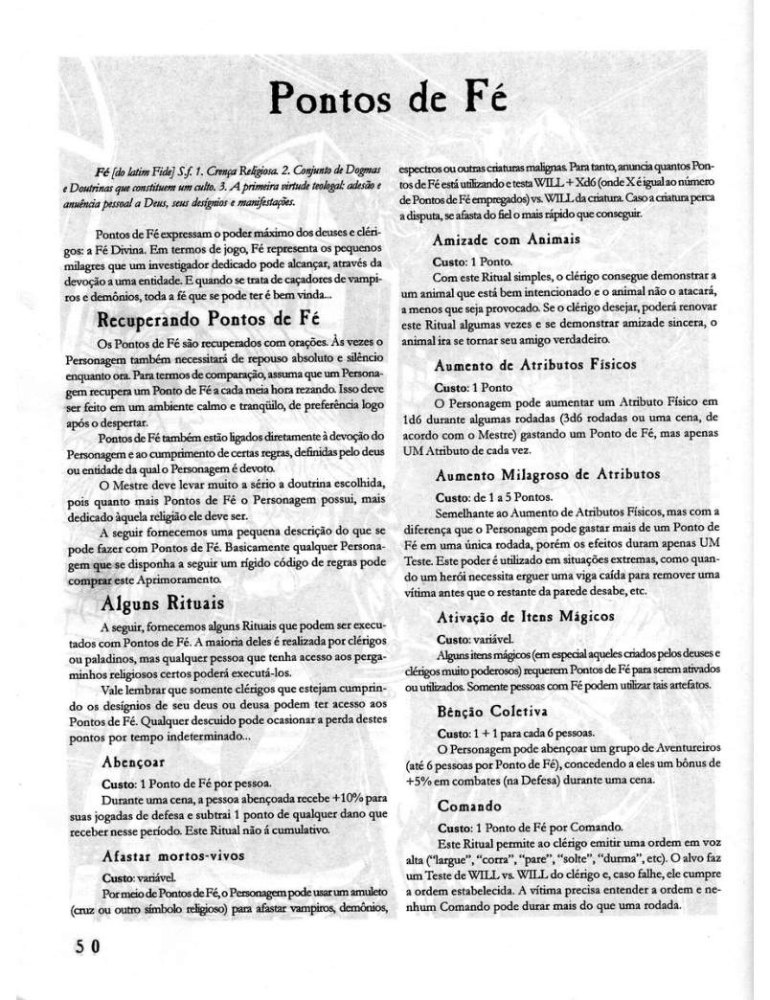 Pontos de Fé
Fé [do latim Fide] S.f. 1. Crença Religiosa. 2. Conjunto de Dogmas
e Doutrinas que constituem um culto. 3. A primeira virtude teologal: adesão e
anuência pessoal a Deus, seus desígnios e manifestações.
Pontos de Fé expressam o poder máximo dos deuses e cléri-
gos: a Fé Divina. Em termos de jogo, Fé representa os pequenos
milagres que um investigador dedicado pode alcançar, através da
devoção a uma entidade. E quando se trata de caçadores de vampi-
ros e demônios, toda a fé que se pode ter é bem vinda...
Recuperando Pontos de Fé
Os Pontos de Fé são recuperados com orações. Às vezes o
Personagem também necessitará de repouso absoluto e silêncio
enquanto ora. Para termos de comparação, assuma que um Persona-
gem recupera um Ponto de Fé a cada meia hora rezando. Isso deve
ser feito em um ambiente calmo e tranqüilo, de preferência logo
após o despertar.
Pontos de Fé também estão ligados diretamente à devoção do
Personagem e ao cumprimento de certas regras, definidas pelo deus
ou entidade da qual o Personagem é devoto.
O Mestre deve levar muito a sério a doutrina escolhida,
pois quanto mais Pontos de Fé o Personagem possui, mais
dedicado àquela religião ele deve ser.
A seguir fornecemos uma pequena descrição do que se
pode fazer com Pontos de Fé. Basicamente qualquer Persona-
gem que se disponha a seguir um rígido código de regras pode
comprar este Aprimoramento.
Alguns Rituais
A seguir, fornecemos alguns Rituais que podem ser execu-
tados com Pontos de Fé. A maioria deles é realizada por clérigos
ou paladinos, mas qualquer pessoa que tenha acesso aos perga-
minhos religiosos certos poderá executá-los.
Vale lembrar que somente clérigos que estejam cumprin-
do os desígnios de seu deus ou deusa podem ter acesso aos
Pontos de Fé. Qualquer descuido pode ocasionar a perda destes
pontos por tempo indeterminado...
Abençoar
Custo: 1 Ponto de Fé por pessoa.
Durante uma cena, a pessoa abençoada recebe +10% para
suas jogadas de defesa e subtrai 1 ponto de qualquer dano que
receber nesse período. Este Ritual não á cumulativo.
Afastar mortos-vivos
Custo: variável.
Por meio de Pontos de Fé, o Personagem pode usar um amuleto
(cruz ou outro símbolo religioso) para afastar vampiros, demônios,
espectros ou outras criaturas malignas. Para tanto, anuncia quantos Pon-
tos de Fé está utilizando e testa WILL + Xd6 (onde X é igual ao número
de Pontos de Fé empregados) vs. WILL da criatura. Caso a criatura perca
a disputa, se afasta do fiel o mais rápido que conseguir.
Amizade com Animais
Custo: 1 Ponto.
Com este Ritual simples, o clérigo consegue demonstrar a
um animal que está bem intencionado e o animal não o atacará,
a menos que seja provocado. Se o clérigo desejar, poderá renovar
este Ritual algumas vezes e se demonstrar amizade sincera, o
animal ira se tornar seu amigo verdadeiro.
Aumento de Atributos Físicos
Custo: 1 Ponto
O Personagem pode aumentar um Atributo Físico em
1d6 durante algumas rodadas (3d6 rodadas ou uma cena, de
acordo com o Mestre) gastando um Ponto de Fé, mas apenas
UM Atributo de cada vez.
Aumento Milagroso de Atributos
Custo: de 1 a 5 Pontos.
Semelhante ao Aumento de Atributos Físicos, mas com a
diferença que o Personagem pode gastar mais de um Ponto de
Fé em uma única rodada, porém os efeitos duram apenas UM
Teste. Este poder é utilizado em situações extremas, como quan-
do um herói necessita erguer uma viga caída para remover uma
vítima antes que o restante da parede desabe, etc.
Ativação de Itens Mágicos
Custo: variável.
Alguns itens mágicos (em especial aqueles criados pelos deuses e
clérigos muito poderosos) requerem Pontos de Fé para serem ativados
ou utilizados. Somente pessoas com Fé podem utilizar tais artefatos.
Bênção Coletiva
Custo: 1 + 1 para cada 6 pessoas.
O Personagem pode abençoar um grupo de Aventureiros
(até 6 pessoas por Ponto de Fé), concedendo a eles um bônus de
+5% em combates (na Defesa) durante uma cena.
Comando
Custo: 1 Ponto de Fé por Comando.
Este Ritual permite ao clérigo emitir uma ordem em voz
alta ("largue", "corra", "pare", "solte", "durma", etc). O alvo faz
um Teste de WILL vs. WILL do clérigo e, caso falhe, ele cumpre
a ordem estabelecida. A vítima precisa entender a ordem e ne-
nhum Comando pode durar mais do que uma rodada.
50